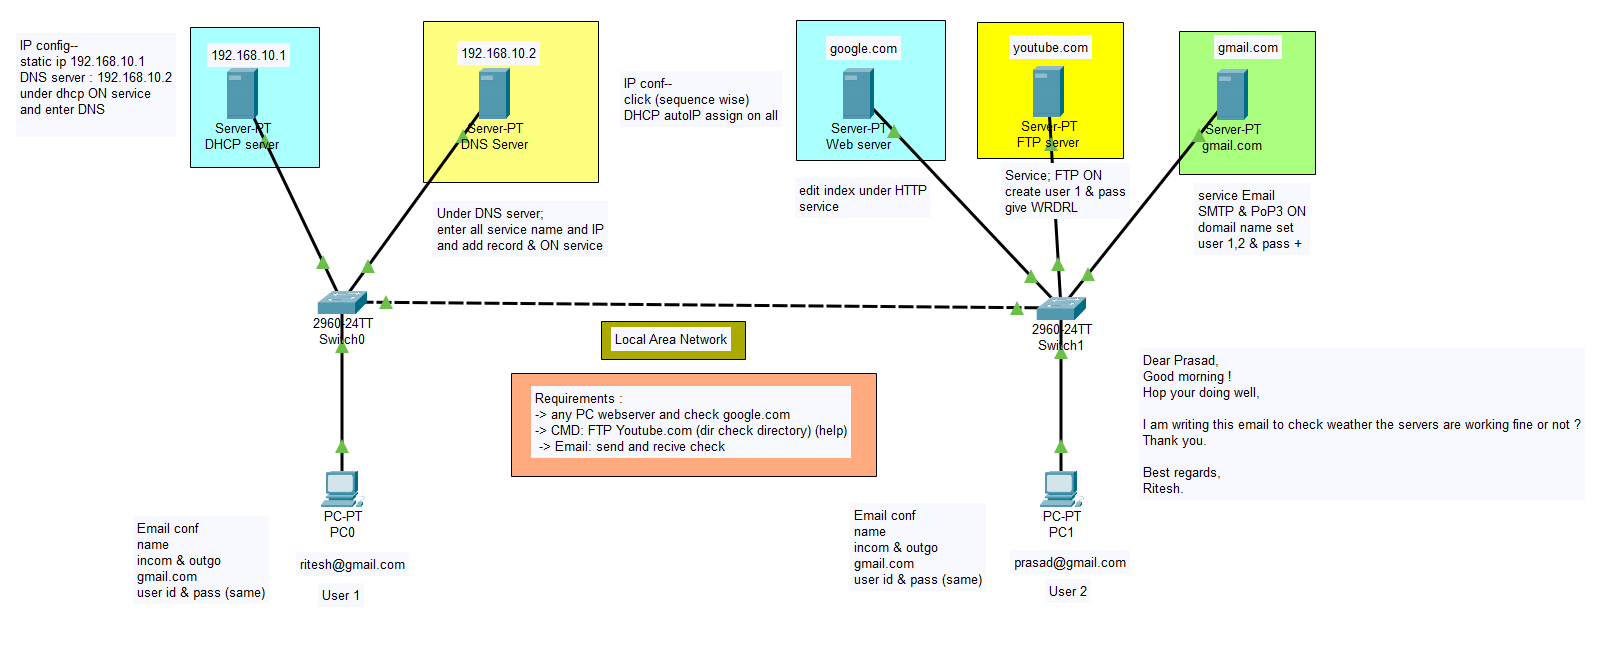 IP config--
static ip 192.168.10.1
DNS server : 192.168.10.2
under dhcp ON service
and enter DNS
192.168.10.1
Server-PT
DHCP server
192.168.10.2
Server-PT
DNS Server
Under DNS server;
enter all service name and IP
and add record & ON service
IP conf--
click (sequence wise)
DHCP autoIP assign on all
google.com
Server-PT
Web server
edit index under HTTP
service
youtube.com
Server-PT
FTP server
Service; FTP ON
create user 1 & pass
give WRDRL
gmail.com
Server-PT
gmail.com
service Email
SMTP & PoP3 ON
domail name set
user 1,2 & pass +
2960-24TT
Switch0
2960-24TT
Switch1
Local Area Network
Requirements :
-> any PC webserver and check google.com
-> CMD: FTP Youtube.com (dir check directory) (help)
-> Email: send and recive check
Dear Prasad,
Good morning !
Hop your doing well,
I am writing this email to check weather the servers are working fine or not ?
Thank you.
Best regards,
Ritesh.
PC-PT
PC0
Email conf
name
incom & outgo
gmail.com
user id & pass (same)
ritesh@gmail.com
User 1
PC-PT
PC1
Email conf
name
incom & outgo
gmail.com
user id & pass (same)
prasad@gmail.com
User 2